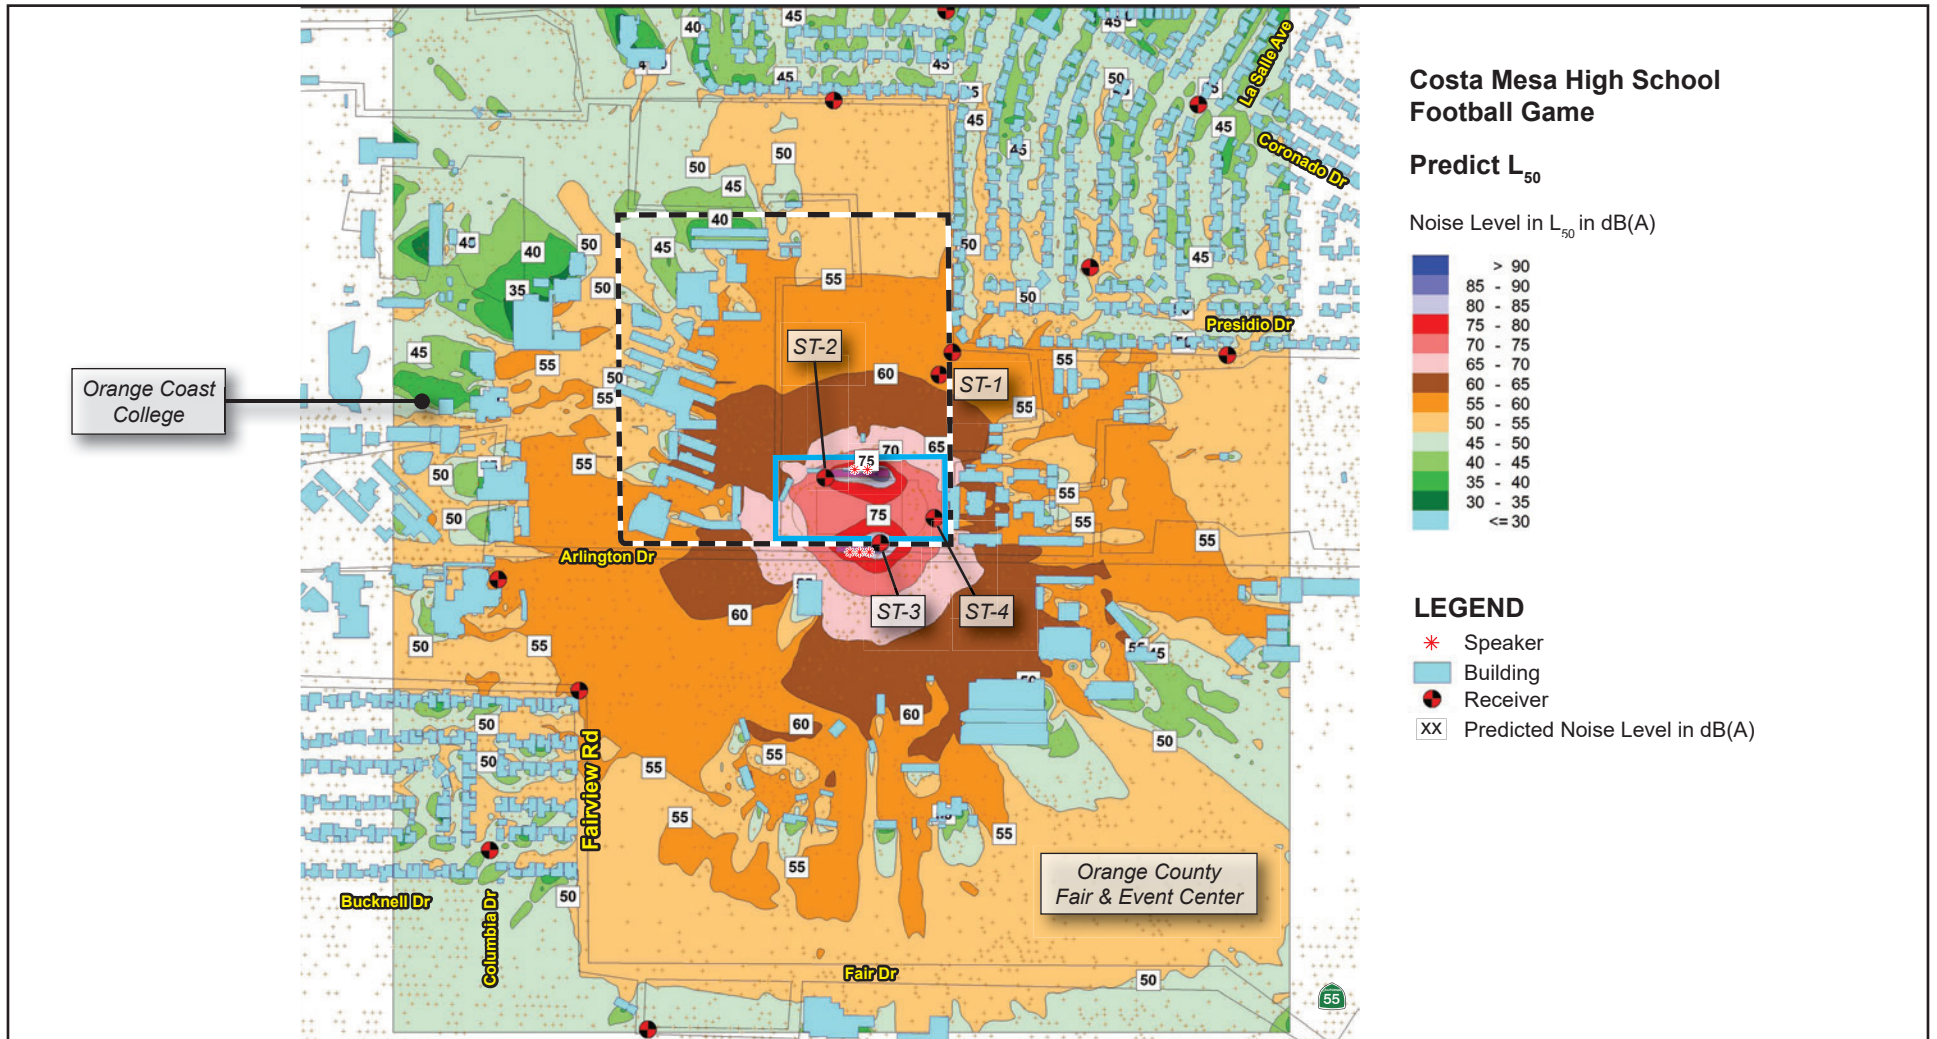 Costa Mesa High School
Football Game
Predict L50
Noise Level in L50 in dB(A)
> 90
85 - 90
80 - 85
75 - 80
70 - 75
65 - 70
60 - 65
55 - 60
50 - 55
45 - 50
40 - 45
35 - 40
30 - 35
<= 30
LEGEND
Speaker
Building
Receiver
XX Predicted Noise Level in dB(A)
La Salle Ave
Coronado Dr
Presidio Dr
Orange Coast
College
ST-2
ST-1
Arlington Dr
ST-3
ST-4
Fairview Rd
Bucknell Dr
Columbia Dr
Fair Dr
Orange County
Fair & Event Center
55
40
45
45
45
45
50
45
45
45
45
50
50
45
40
45
50
50
45
40
50
35
50
55
50
45
55
50
55
60
55
55
70
65
75
75
55
50
50
55
55
55
60
50
55
60
60
55
50
50
55
55
55
55
50
50
50
45